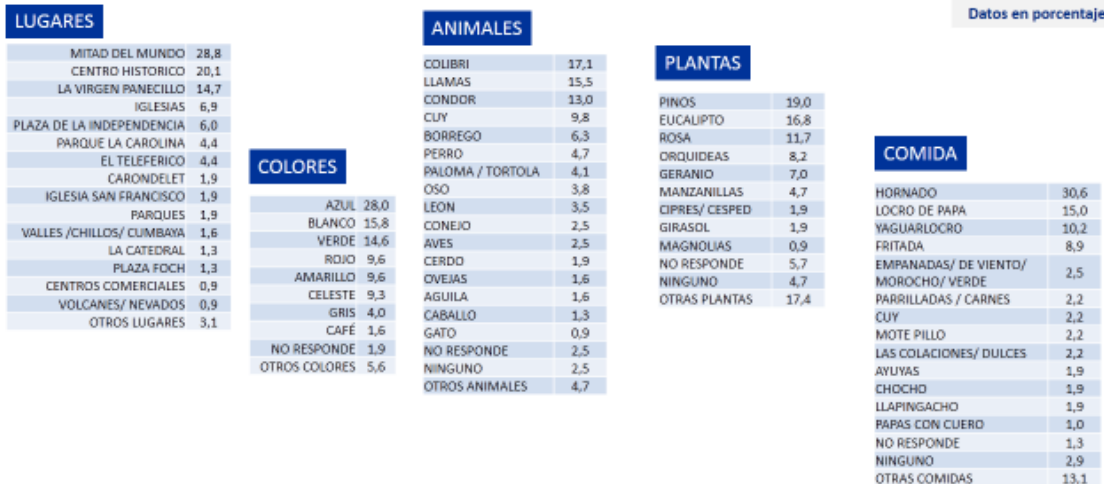 Datos en porcentaje
LUGARES
MITAD DEL MUNDO 28,8
CENTRO HISTORICO 20,1
LA VIRGEN PANECILLO 14,7
IGLESIAS 6,9
PLAZA DE LA INDEPENDENCIA 6,0
PARQUE LA CAROLINA 4,4
EL TELEFERICO 4,4
CARONDELET 1,9
IGLESIA SAN FRANCISCO 1,9
PARQUES 1,9
VALLES /CHILLOS/ CUMBAYA 1,6
LA CATEDRAL 1,3
PLAZA FOCH 1,3
CENTROS COMERCIALES 0,9
VOLCANES/ NEVADOS 0,9
OTROS LUGARES 3,1
COLORES
AZUL 28,0
BLANCO 15,8
VERDE 14,6
ROJO 9,6
AMARILLO 9,6
CELESTE 9,3
GRIS 4,0
CAFÉ 1,6
NO RESPONDE 1,9
OTROS COLORES 5,6
ANIMALES
COLIBRI 17,1
LLAMAS 15,5
CONDOR 13,0
CUY 9,8
BORREGO 6,3
PERRO 4,7
PALOMA / TORTOLA 4,1
OSO 3,8
LEON 3,5
CONEJO 2,5
AVES 2,5
CERDO 1,9
OVEJAS 1,6
AGUILA 1,6
CABALLO 1,3
GATO 0,9
NO RESPONDE 2,5
NINGUNO 2,5
OTROS ANIMALES 4,7
PLANTAS
PINOS 19,0
EUCALIPTO 16,8
ROSA 11,7
ORQUIDEAS 8,2
GERANIO 7,0
MANZANILLAS 4,7
CIPRES/ CESPED 1,9
GIRASOL 1,9
MAGNOLIAS 0,9
NO RESPONDE 5,7
NINGUNO 4,7
OTRAS PLANTAS 17,4
COMIDA
HORNADO 30,6
LOCRO DE PAPA 15,0
YAGUARLOCRO 10,2
FRITADA 8,9
EMPANADAS/ DE VIENTO/
MOROCHO/ VERDE 2,5
PARRILLADAS / CARNES 2,2
CUY 2,2
MOTE PILLO 2,2
LAS COLACIONES/ DULCES 2,2
AYUYAS 1,9
CHOCHO 1,9
LLAPINGACHO 1,9
PAPAS CON CUERO 1,0
NO RESPONDE 1,3
NINGUNO 2,9
OTRAS COMIDAS 13,1